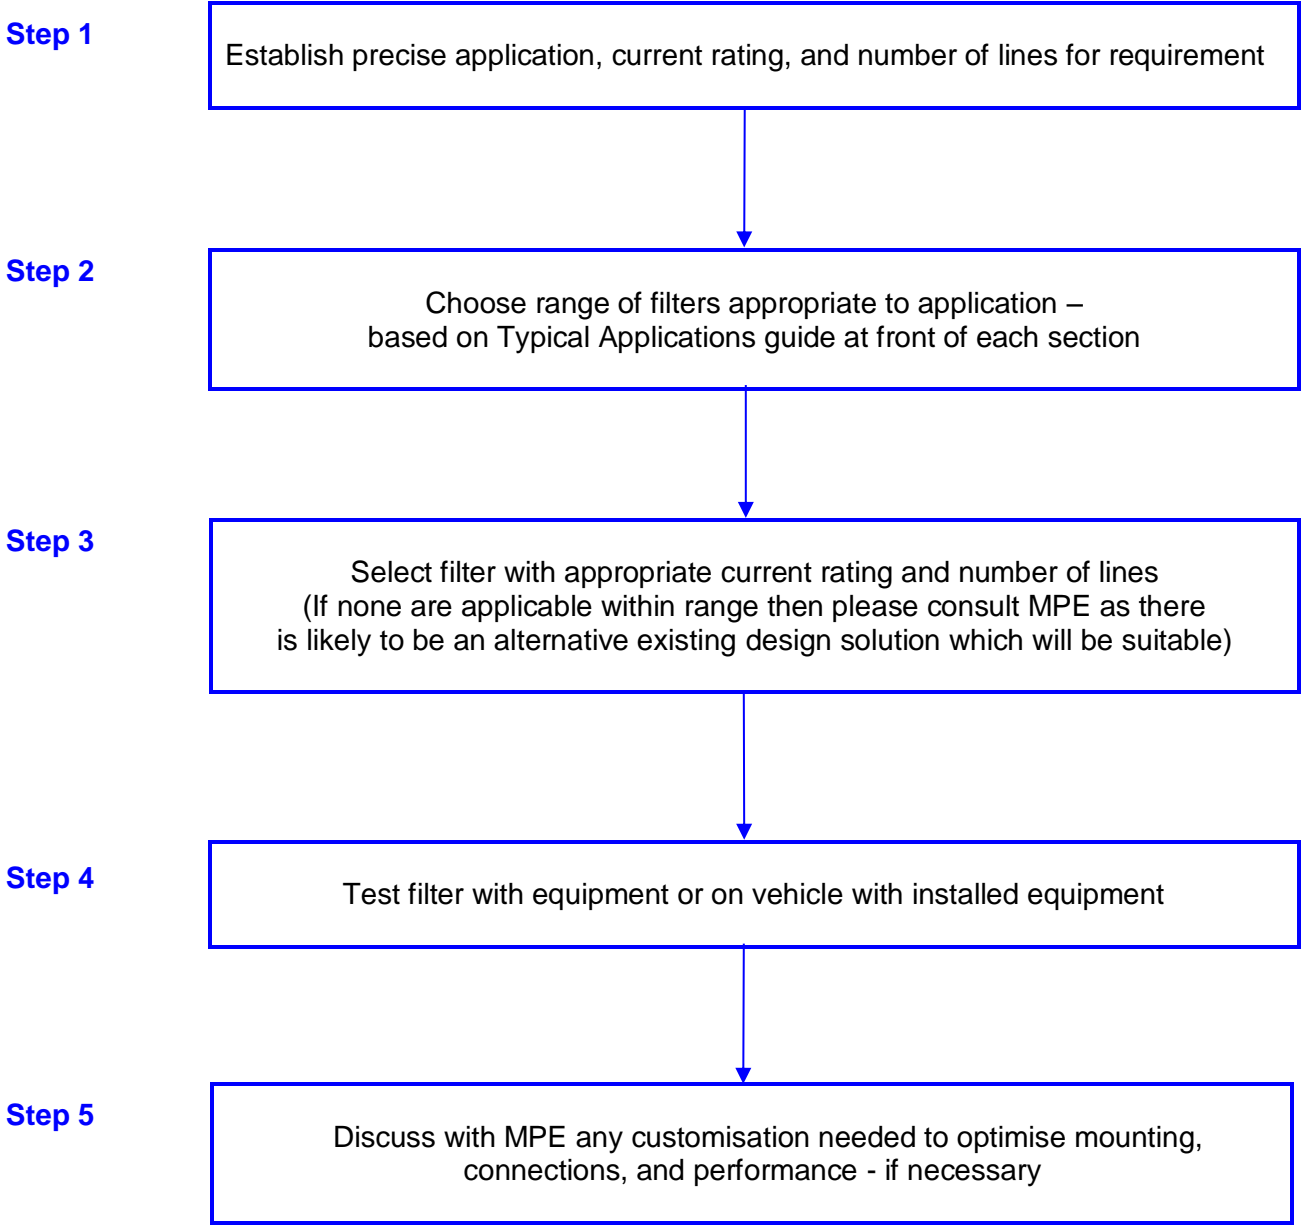 Step 1
Establish precise application, current rating, and number of lines for requirement
Step 2
Choose range of filters appropriate to application –
based on Typical Applications guide at front of each section
Step 3
Select filter with appropriate current rating and number of lines
(If none are applicable within range then please consult MPE as there
is likely to be an alternative existing design solution which will be suitable)
Step 4
Test filter with equipment or on vehicle with installed equipment
Step 5
Discuss with MPE any customisation needed to optimise mounting,
connections, and performance - if necessary